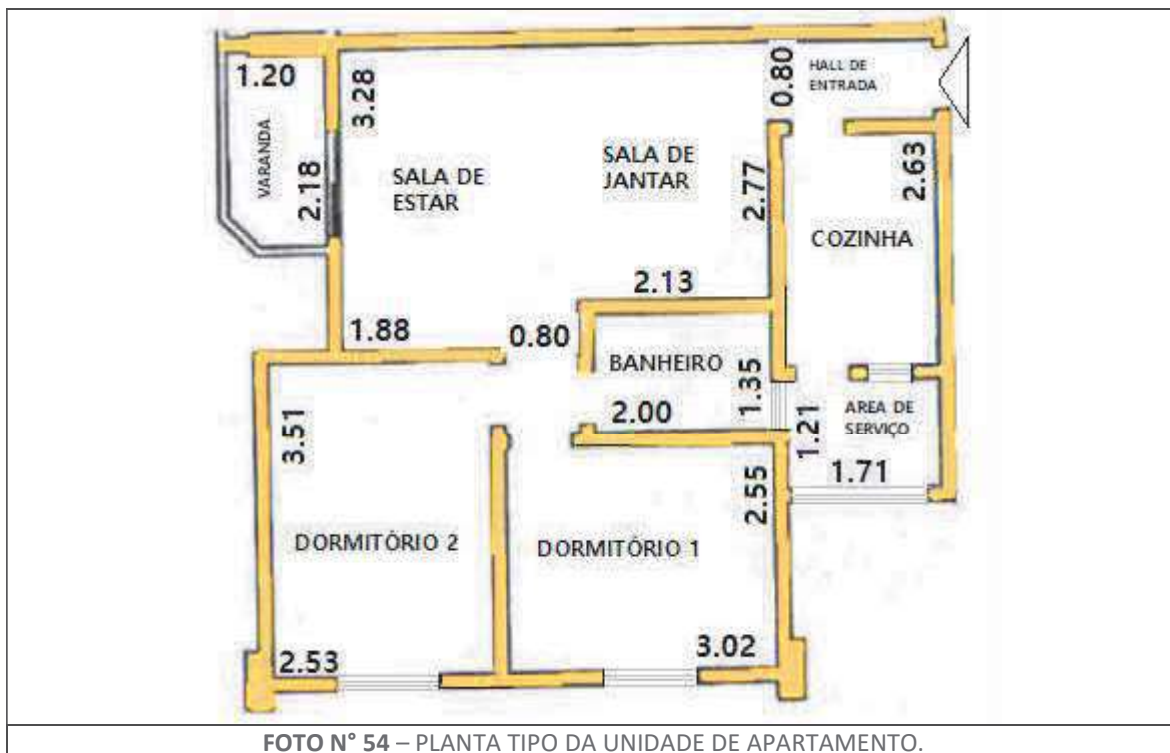 1.20
3.28
0.80
HALL DE
ENTRADA
VARANDA
2.18
SALA DE
ESTAR
SALA DE
JANTAR
2.77
2.63
COZINHA
2.13
1.88
0.80
BANHEIRO
1.35
2.00
3.51
1.21
AREA DE
SERVIÇO
1.71
2.55
DORMITÓRIO 2
DORMITÓRIO 1
2.53
3.02
FOTO N° 54 – PLANTA TIPO DA UNIDADE DE APARTAMENTO.